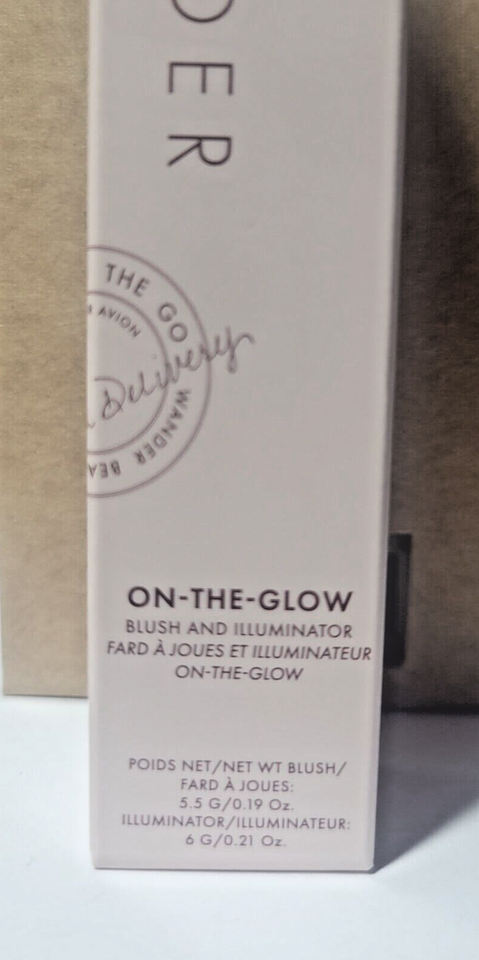 DER
THE GO
AVION
Delivery
WANDER BEA
ON-THE-GLOW
BLUSH AND ILLUMINATOR
FARD À JOUES ET ILLUMINATEUR
ON-THE-GLOW
POIDS NET/NET WT BLUSH/
FARD À JOUES:
5.5 G/0.19 Oz.
ILLUMINATOR/ILLUMINATEUR:
6 G/0.21 Oz.